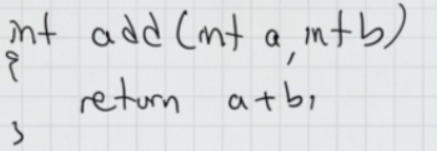 int add(int a, int b)
{
return a+b;
}